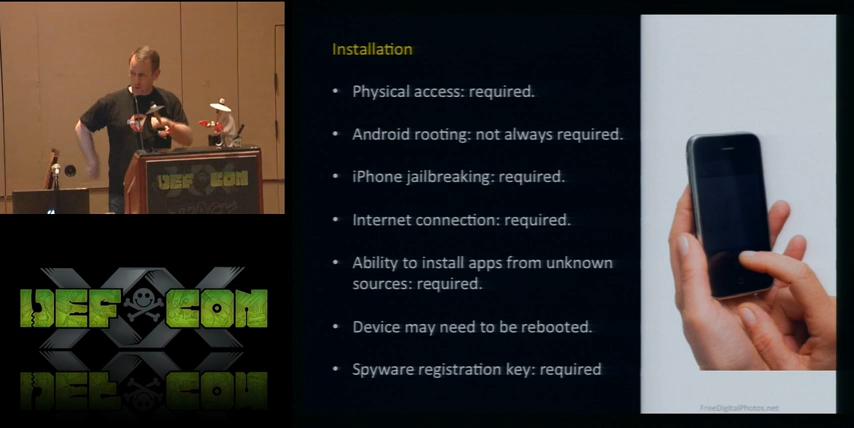 Installation
• Physical access: required.
• Android rooting: not always required.
• iPhone jailbreaking: required.
• Internet connection: required.
• Ability to install apps from unknown
sources: required.
• Device may need to be rebooted.
• Spyware registration key: required
FreeDigitalPhotos.net
DEF CON
DEF CON
XX